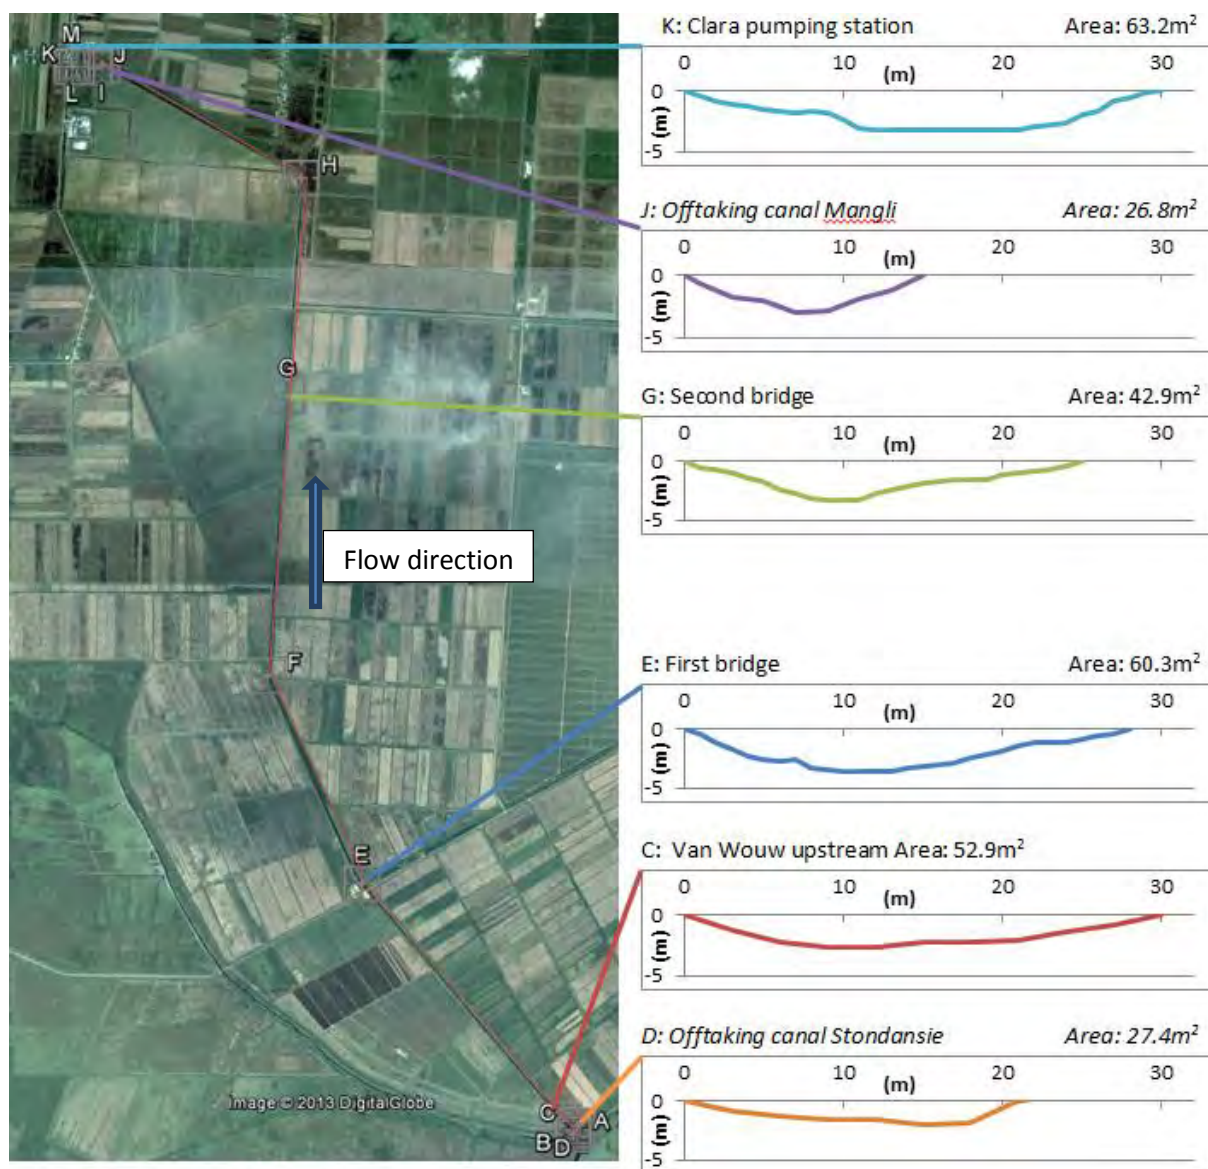 M
K
J
L
I
H
G
Flow direction
F
E
Image © 2013 DigitalGlobe
C
A
B
D
K: Clara pumping station Area: 63.2m²
0 10 20 30
(m)
0
(m)
-5
J: Offtaking canal Mangli Area: 26.8m²
0 10 20 30
(m)
0
(m)
-5
G: Second bridge Area: 42.9m²
0 10 20 30
(m)
0
(m)
-5
E: First bridge Area: 60.3m²
0 10 20 30
(m)
0
(m)
-5
C: Van Wouw upstream Area: 52.9m²
0 10 20 30
(m)
0
(m)
-5
D: Offtaking canal Stondansie Area: 27.4m²
0 10 20 30
(m)
0
(m)
-5